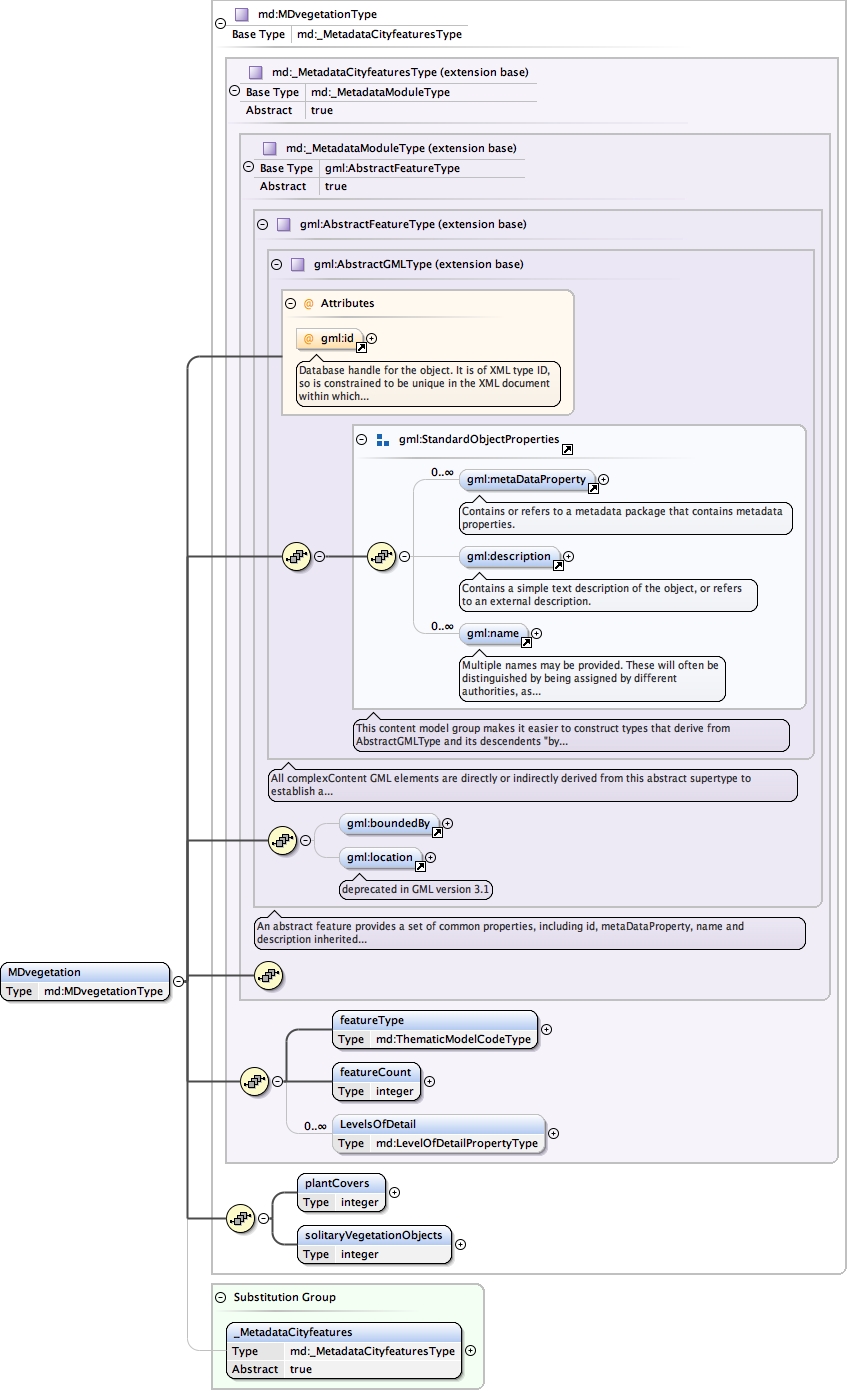 md:MDvegetationType
Base Type md:_MetadataCityfeaturesType
md:_MetadataCityfeaturesType (extension base)
Base Type md:_MetadataModuleType
Abstract true
md:_MetadataModuleType (extension base)
Base Type gml:AbstractFeatureType
Abstract true
gml:AbstractFeatureType (extension base)
gml:AbstractGMLType (extension base)
@ Attributes
@ gml:id
Database handle for the object. It is of XML type ID,
so is constrained to be unique in the XML document
within which...
gml:StandardObjectProperties
0..∞ gml:metaDataProperty
Contains or refers to a metadata package that contains metadata
properties.
gml:description
Contains a simple text description of the object, or refers
to an external description.
0..∞ gml:name
Multiple names may be provided. These will often be
distinguished by being assigned by different
authorities, as...
This content model group makes it easier to construct types that derive from
AbstractGMLType and its descendents "by...
All complexContent GML elements are directly or indirectly derived from this abstract supertype to
establish a...
gml:boundedBy
gml:location
deprecated in GML version 3.1
An abstract feature provides a set of common properties, including id, metaDataProperty, name and
description inherited...
MDvegetation
Type md:MDvegetationType
featureType
Type md:ThematicModelCodeType
featureCount
Type integer
0..∞ LevelsOfDetail
Type md:LevelOfDetailPropertyType
plantCovers
Type integer
solitaryVegetationObjects
Type integer
Substitution Group
_MetadataCityfeatures
Type md:_MetadataCityfeaturesType
Abstract true